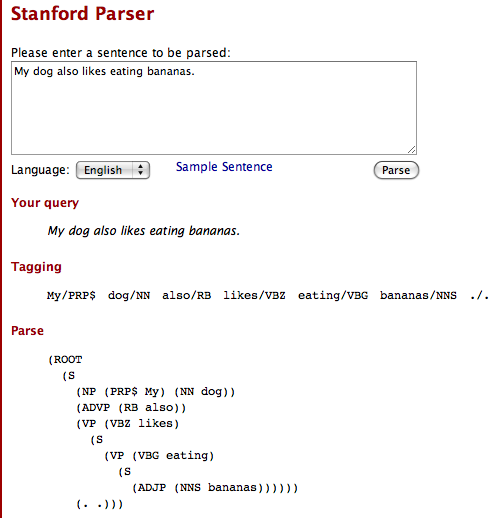 Stanford Parser
Please enter a sentence to be parsed:
My dog also likes eating bananas.
Language: English Sample Sentence Parse
Your query
My dog also likes eating bananas.
Tagging
My/PRP$ dog/NN also/RB likes/VBZ eating/VBG bananas/NNS ./.
Parse
(ROOT
(S
(NP (PRP$ My) (NN dog))
(ADVP (RB also))
(VP (VBZ likes)
(S
(VP (VBG eating)
(S
(ADJP (NNS bananas))))))
(. .)))